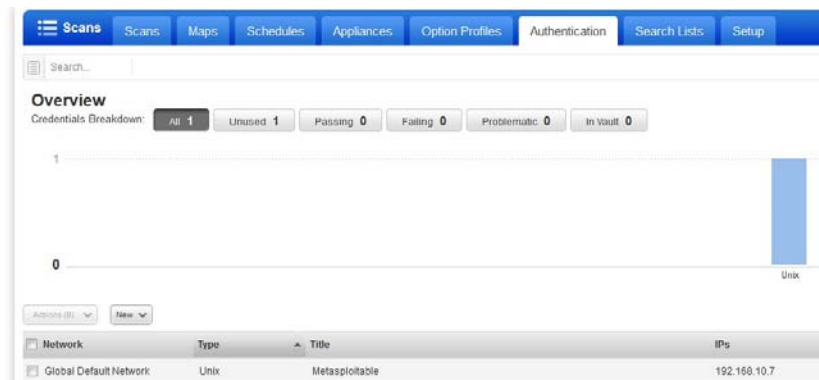 Scans Scans Maps Schedules Appliances Option Profiles Authentication Search Lists Setup
Search...
Overview
Credentials Breakdown: All 1 Unused 1 Passing 0 Failing 0 Problematic 0 In Vault 0
1
0
Unix
Actions (0) New
Network Type Title IPs
Global Default Network Unix Metasploitable 192.168.10.7